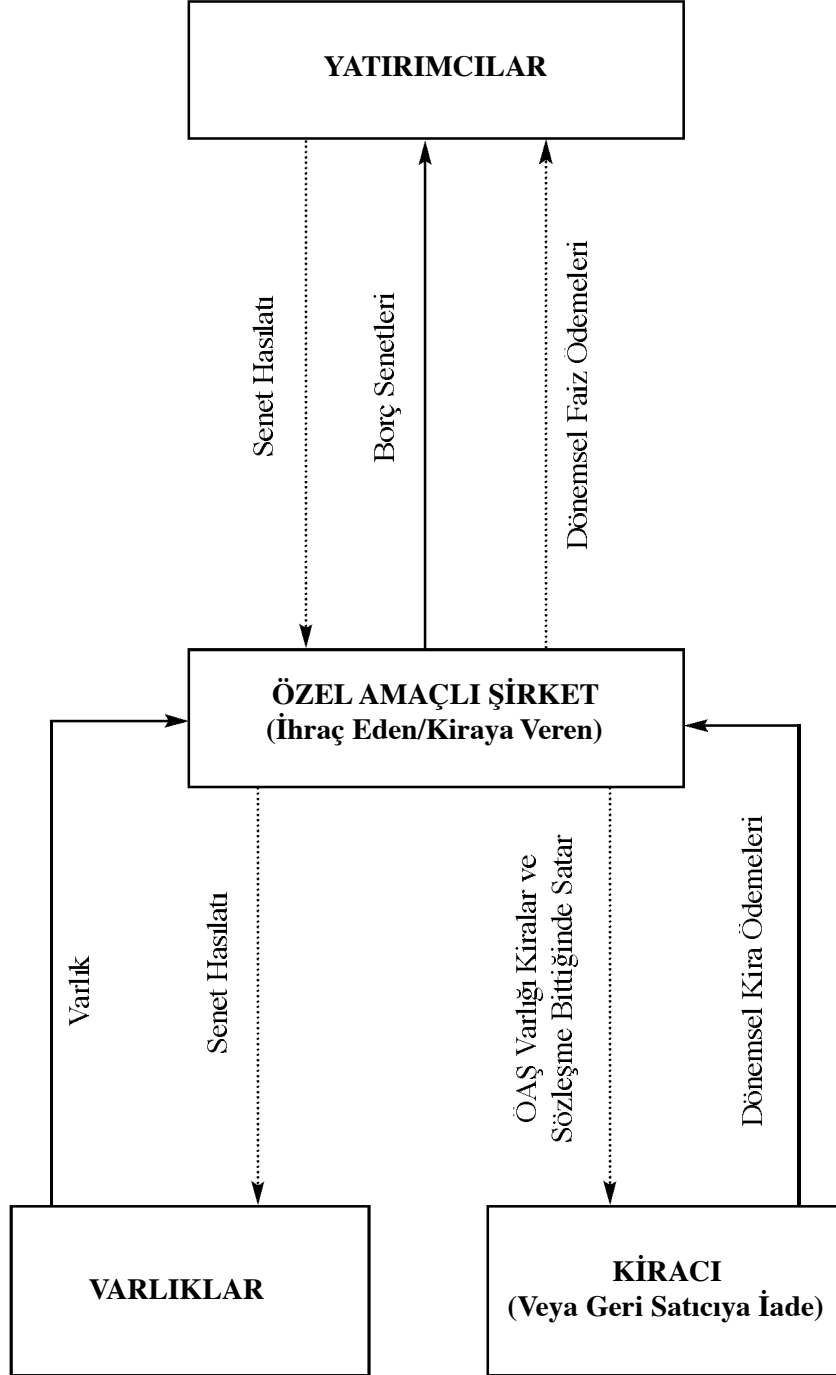 YATIRIMCILAR
Senet Hasılatı
Borç Senetleri
Dönemsel Faiz Ödemeleri
ÖZEL AMAÇLI ŞİRKET
(İhraç Eden/Kiraya Veren)
Varlık
Senet Hasılatı
ÖAŞ Varlığı Kiralar ve
Sözleşme Bittiğinde Satar
Dönemsel Kira Ödemeleri
VARLIKLAR
KİRACI
(Veya Geri Satıcıya İade)